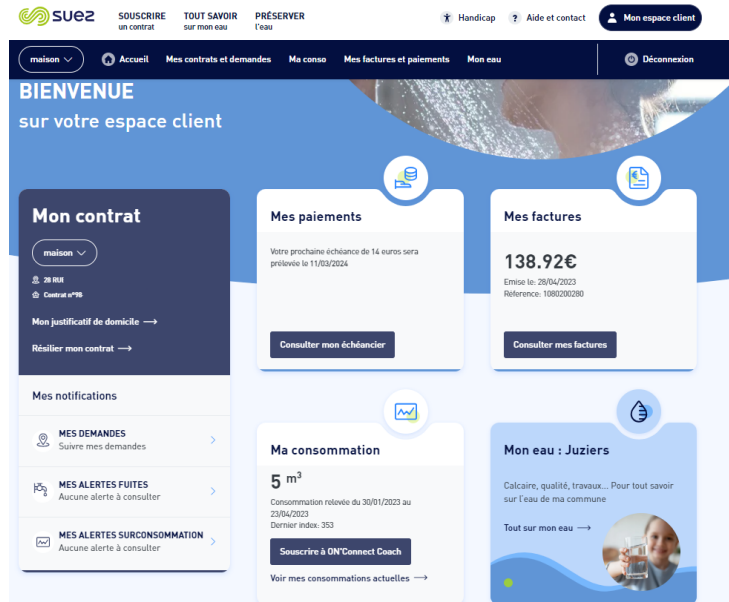 suez
SOUSCRIRE
un contrat
TOUT SAVOIR
sur mon eau
PRÉSERVER
l'eau
Handicap
? Aide et contact
Mon espace client
maison
Accueil
Mes contrats et demandes
Ma conso
Mes factures et paiements
Mon eau
Déconnexion
BIENVENUE
sur votre espace client
Mon contrat
maison
28 RUI
Contrat n°98
Mon justificatif de domicile →
Résilier mon contrat →
Mes notifications
MES DEMANDES
Suivre mes demandes
MES ALERTES FUITES
Aucune alerte à consulter
MES ALERTES SURCONSOMMATION
Aucune alerte à consulter
Mes paiements
Votre prochaine échéance de 14 euros sera
prélevée le 11/03/2024
Consulter mon échéancier
Mes factures
138.92€
Emise le: 28/04/2023
Réference: 1080200280
Consulter mes factures
Ma consommation
5 m³
Consommation relevée du 30/01/2023 au
23/04/2023
Dernier index: 353
Souscrire à ON'Connect Coach
Voir mes consommations actuelles →
Mon eau : Juziers
Calcaire, qualité, travaux... Pour tout savoir
sur l'eau de ma commune
Tout sur mon eau →